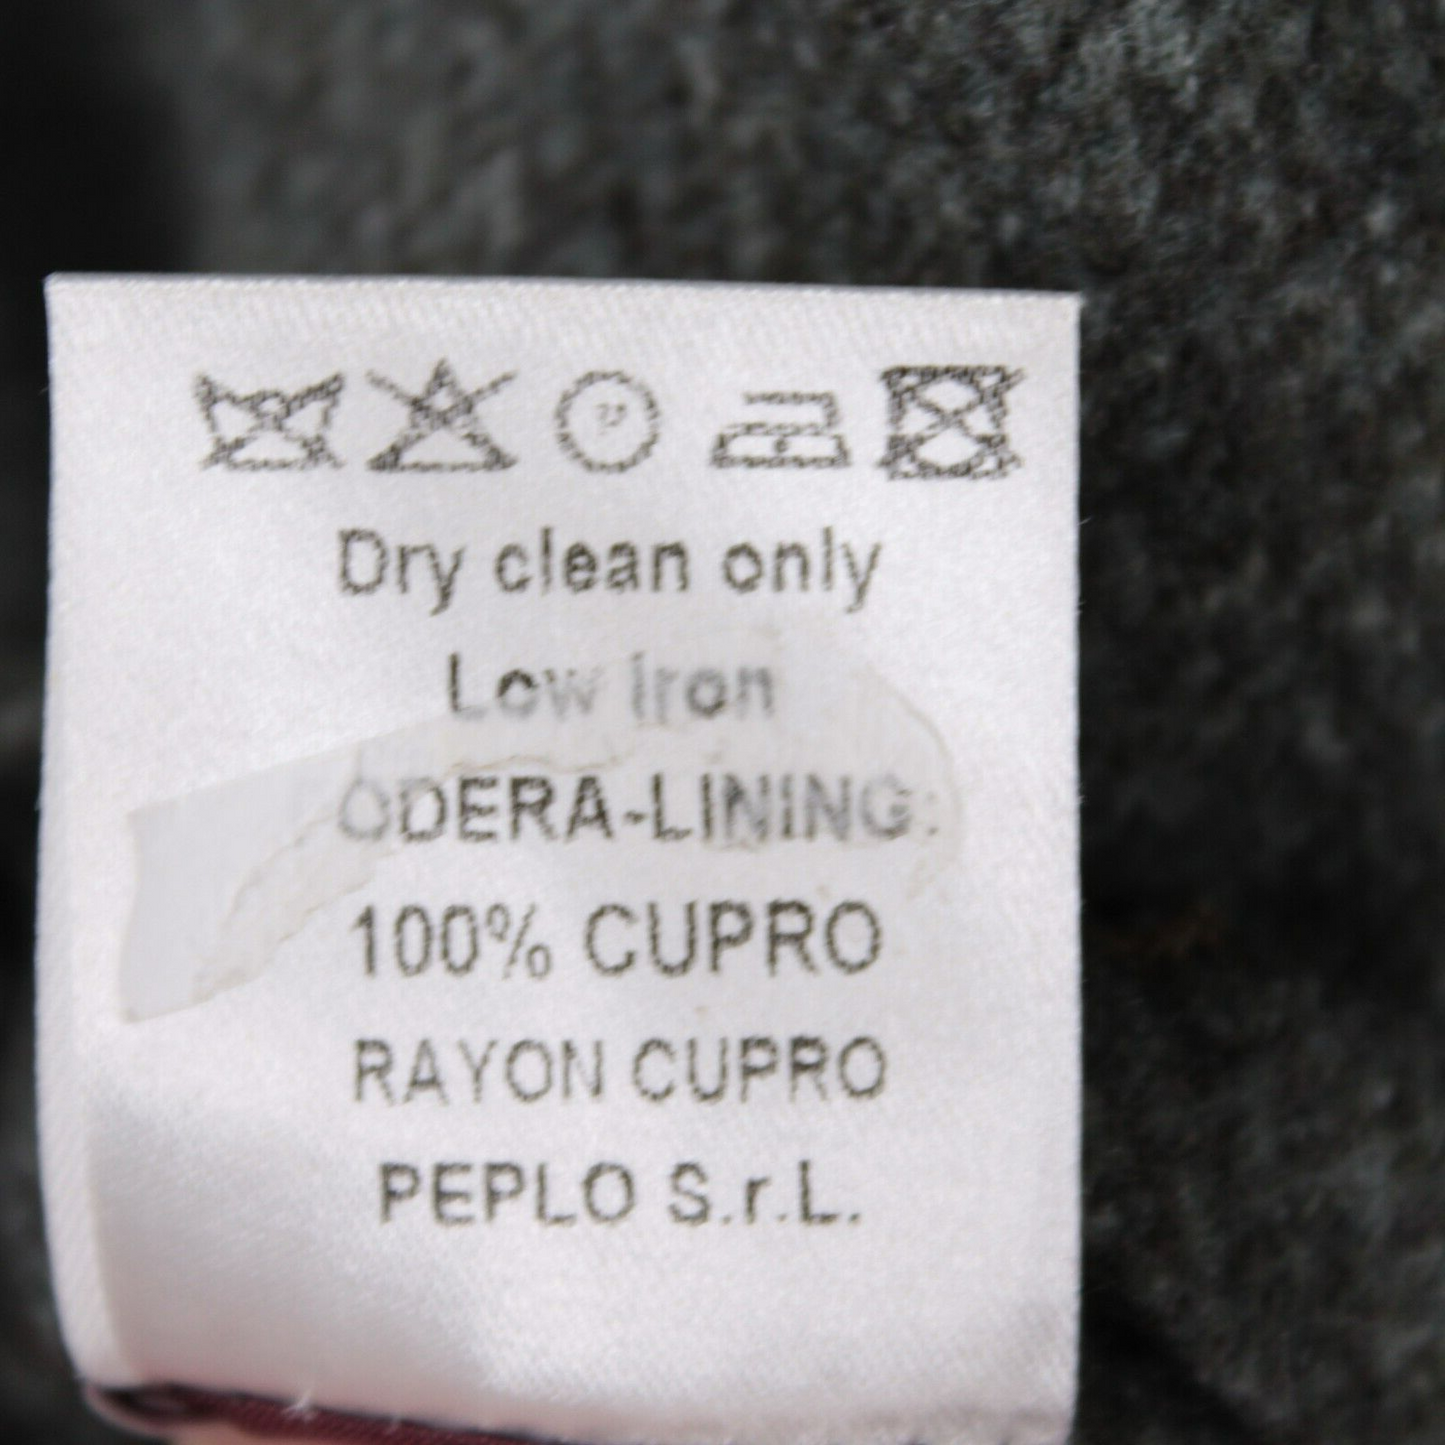 Dry clean only
Low iron
ODERA-LINING:
100% CUPRO
RAYON CUPRO
PEPLO S.r.L.